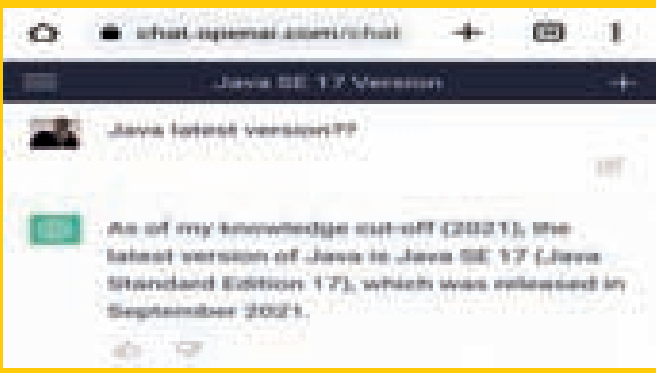 chat.openai.com/chat
Java SE 17 Version
Java latest version??
As of my knowledge cut-off (2021), the
latest version of Java is Java SE 17 (Java
Standard Edition 17), which was released in
September 2021.